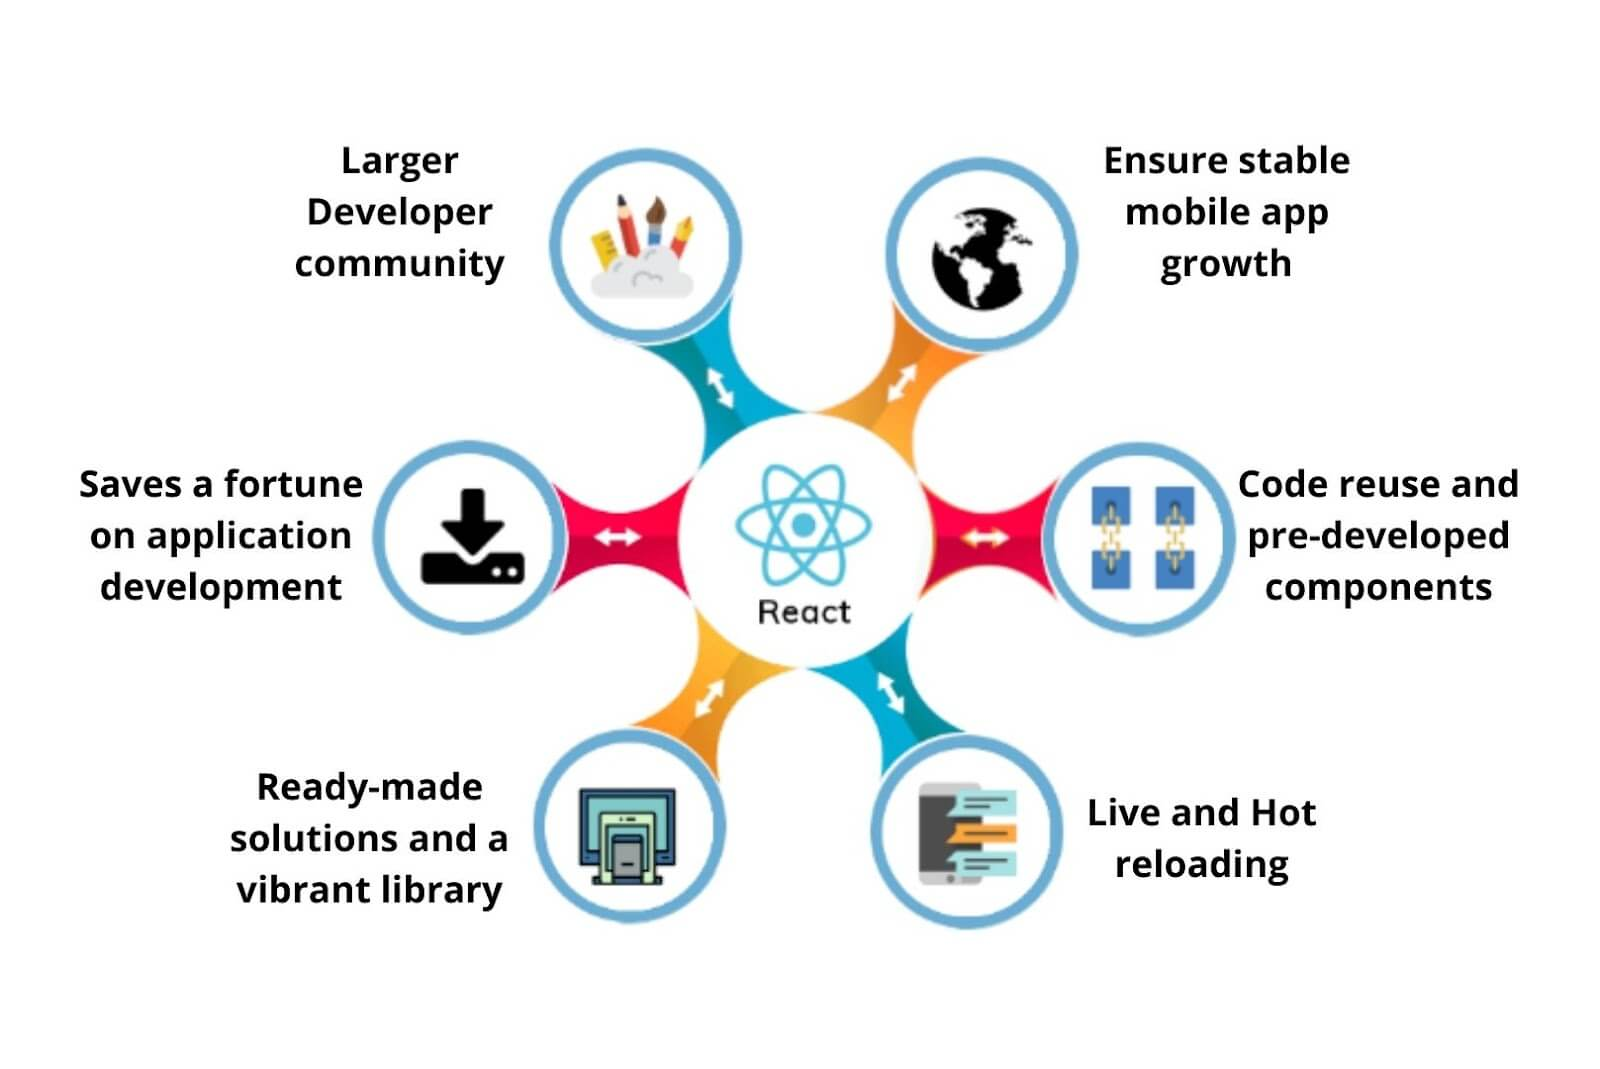 Larger
Developer
community
Ensure stable
mobile app
growth
Saves a fortune
on application
development
React
Code reuse and
pre-developed
components
Ready-made
solutions and a
vibrant library
Live and Hot
reloading